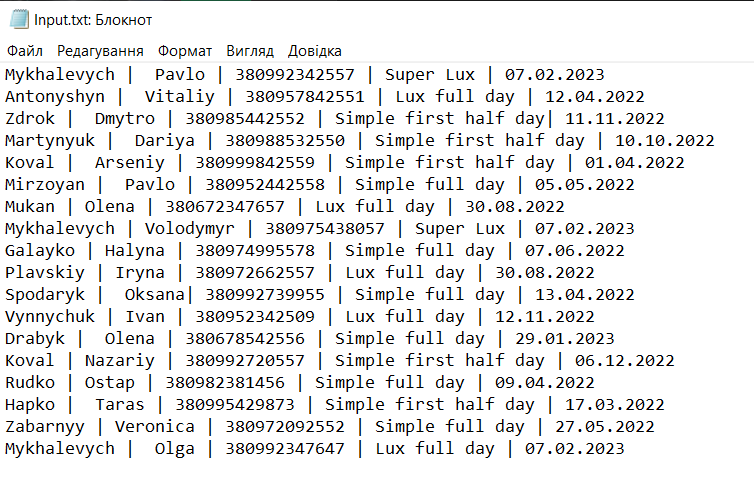 Input.txt: Блокнот
Файл Редагування Формат Вигляд Довідка
Mykhalevych |  Pavlo | 380992342557 | Super Lux | 07.02.2023
Antonyshyn |  Vitaliy | 380957842551 | Lux full day | 12.04.2022
Zdrok |  Dmytro | 380985442552 | Simple first half day| 11.11.2022
Martynyuk |  Dariya | 380988532550 | Simple first half day | 10.10.2022
Koval |  Arseniy | 380999842559 | Simple first half day | 01.04.2022
Mirzoyan |  Pavlo | 380952442558 | Simple full day | 05.05.2022
Mukan | Olena | 380672347657 | Lux full day | 30.08.2022
Mykhalevych | Volodymyr | 380975438057 | Super Lux | 07.02.2023
Galayko | Halyna | 380974995578 | Simple full day | 07.06.2022
Plavskiy | Iryna | 380972662557 | Lux full day | 30.08.2022
Spodaryk |  Oksana| 380992739955 | Simple full day | 13.04.2022
Vynnychuk | Ivan | 380952342509 | Lux full day | 12.11.2022
Drabyk |  Olena | 380678542556 | Simple full day | 29.01.2023
Koval | Nazariy | 380992720557 | Simple first half day | 06.12.2022
Rudko | Ostap | 380982381456 | Simple full day | 09.04.2022
Hapko |  Taras | 380995429873 | Simple first half day | 17.03.2022
Zabarnyy | Veronica | 380972092552 | Simple full day | 27.05.2022
Mykhalevych |  Olga | 380992347647 | Lux full day | 07.02.2023